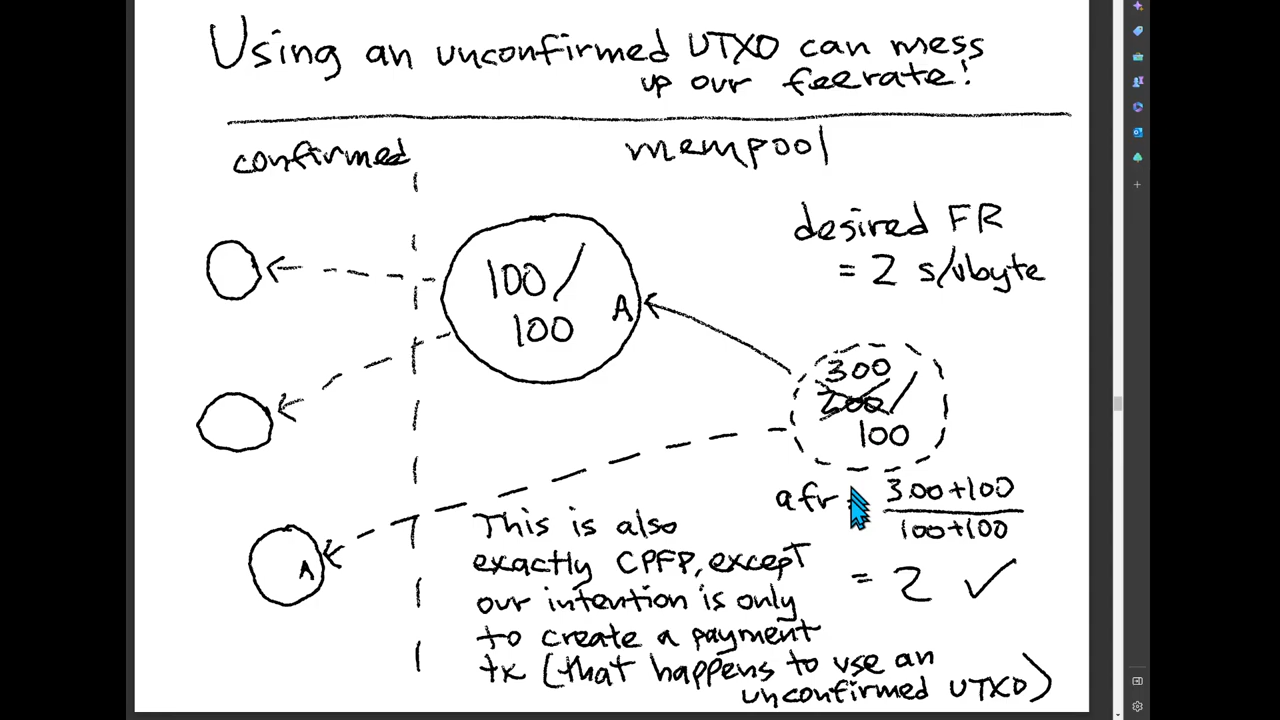 Using an unconfirmed UTXO can mess
up our feerate!
confirmed
mempool
desired FR
= 2 s/vbyte
100/
100
A
300
200/
100
afr
300+100
100+100
= 2 ✓
A
This is also
exactly CPFP, except
our intention is only
to create a payment
tx (that happens to use an
unconfirmed UTXO)